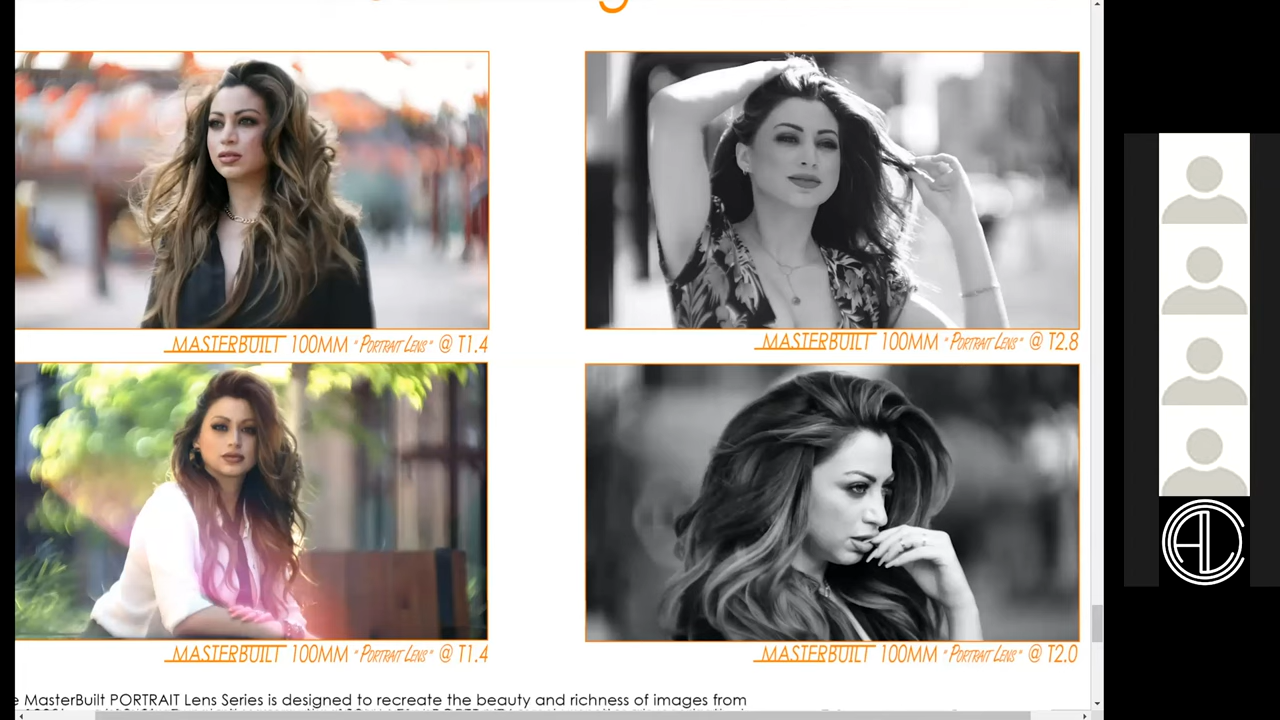 MASTERBUILT 100MM "PORTRAIT LENS" @ T1.4
MASTERBUILT 100MM "PORTRAIT LENS" @ T2.8
MASTERBUILT 100MM "PORTRAIT LENS" @ T1.4
MASTERBUILT 100MM "PORTRAIT LENS" @ T2.0
MasterBuilt PORTRAIT Lens Series is designed to recreate the beauty and richness of images from